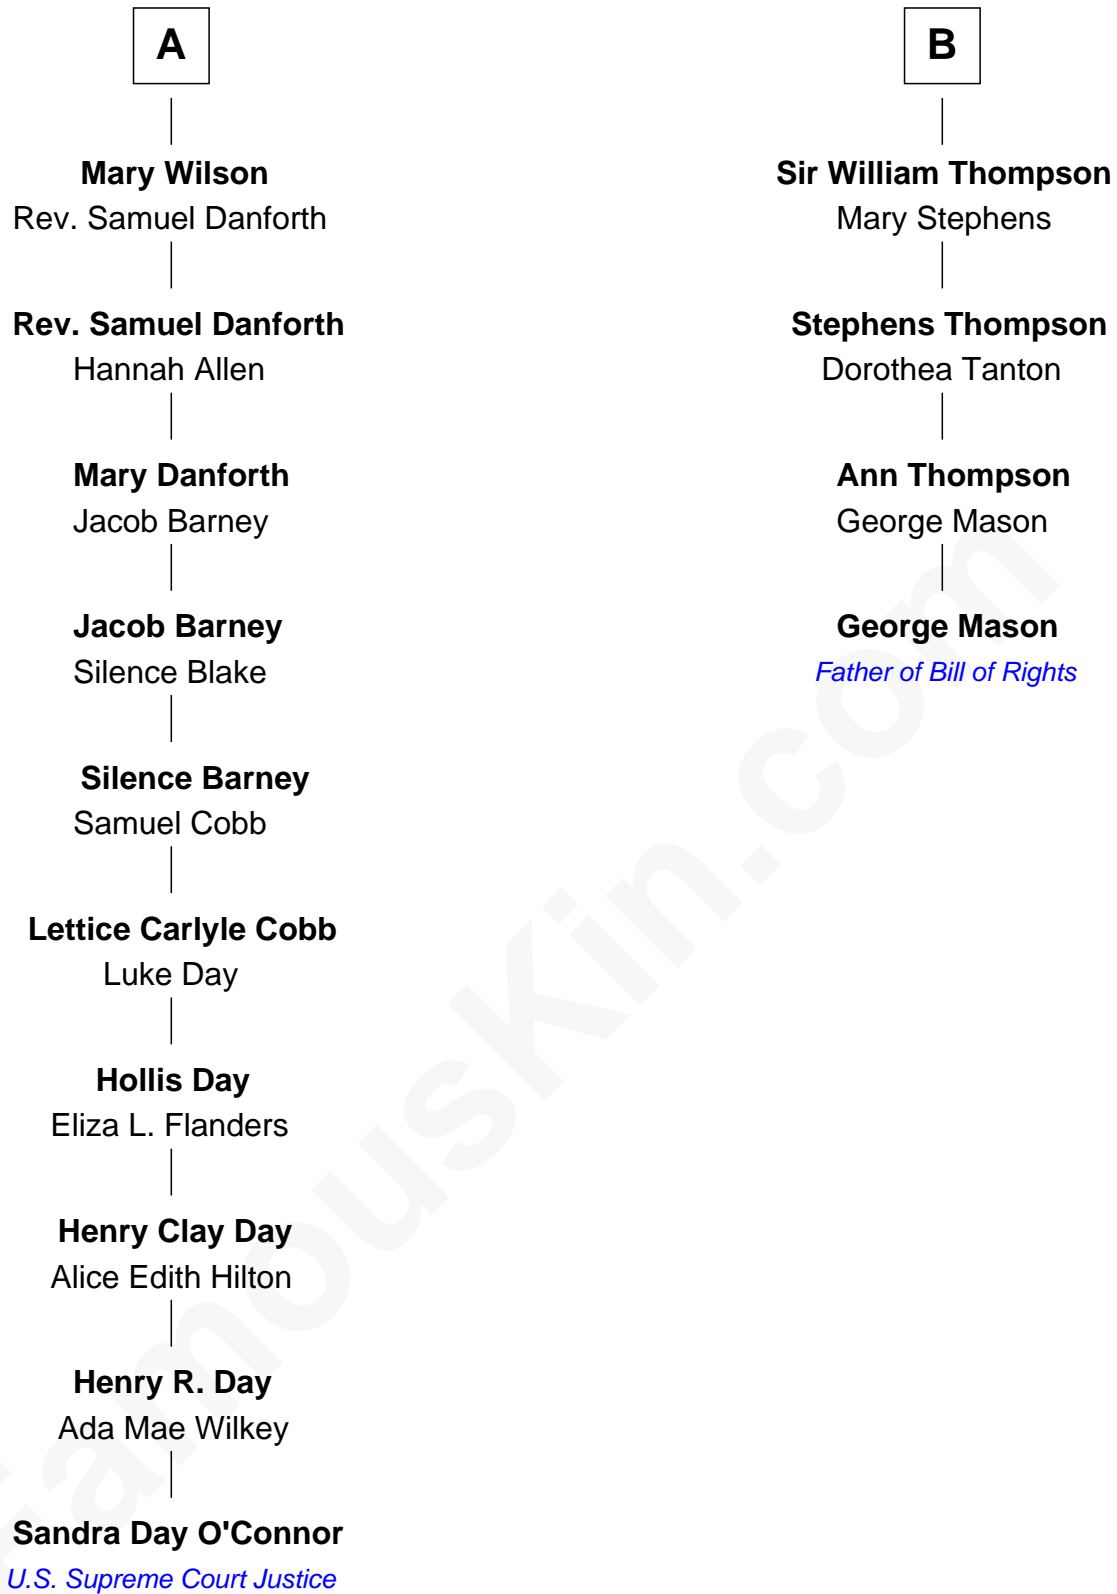 A
Mary Wilson
Rev. Samuel Danforth
Rev. Samuel Danforth
Hannah Allen
Mary Danforth
Jacob Barney
Jacob Barney
Silence Blake
Silence Barney
Samuel Cobb
Lettice Carlyle Cobb
Luke Day
Hollis Day
Eliza L. Flanders
Henry Clay Day
Alice Edith Hilton
Henry R. Day
Ada Mae Wilkey
Sandra Day O'Connor
U.S. Supreme Court Justice
B
Sir William Thompson
Mary Stephens
Stephens Thompson
Dorothea Tanton
Ann Thompson
George Mason
George Mason
Father of Bill of Rights
FamousKin.com